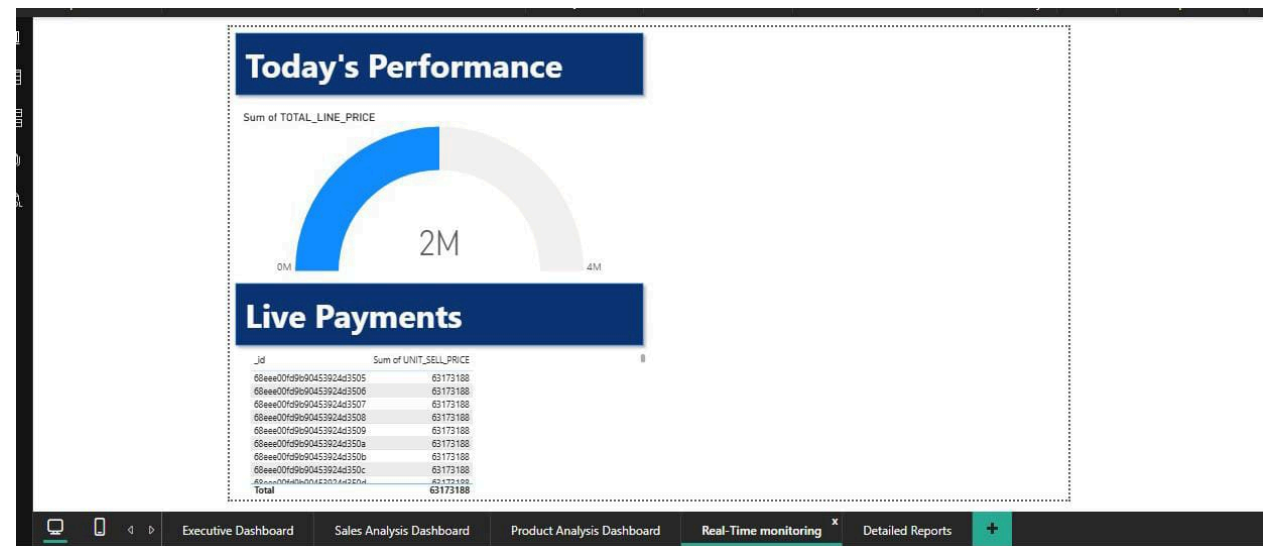 Today's Performance
Sum of TOTAL_LINE_PRICE
2M
0M
4M
Live Payments
_id Sum of UNIT_SELL_PRICE
68eee00fd9b90453924d3505 63173188
68eee00fd9b90453924d3506 63173188
68eee00fd9b90453924d3507 63173188
68eee00fd9b90453924d3508 63173188
68eee00fd9b90453924d3509 63173188
68eee00fd9b90453924d350a 63173188
68eee00fd9b90453924d350b 63173188
68eee00fd9b90453924d350c 63173188
Total 63173188
Executive Dashboard Sales Analysis Dashboard Product Analysis Dashboard Real-Time monitoring x Detailed Reports +